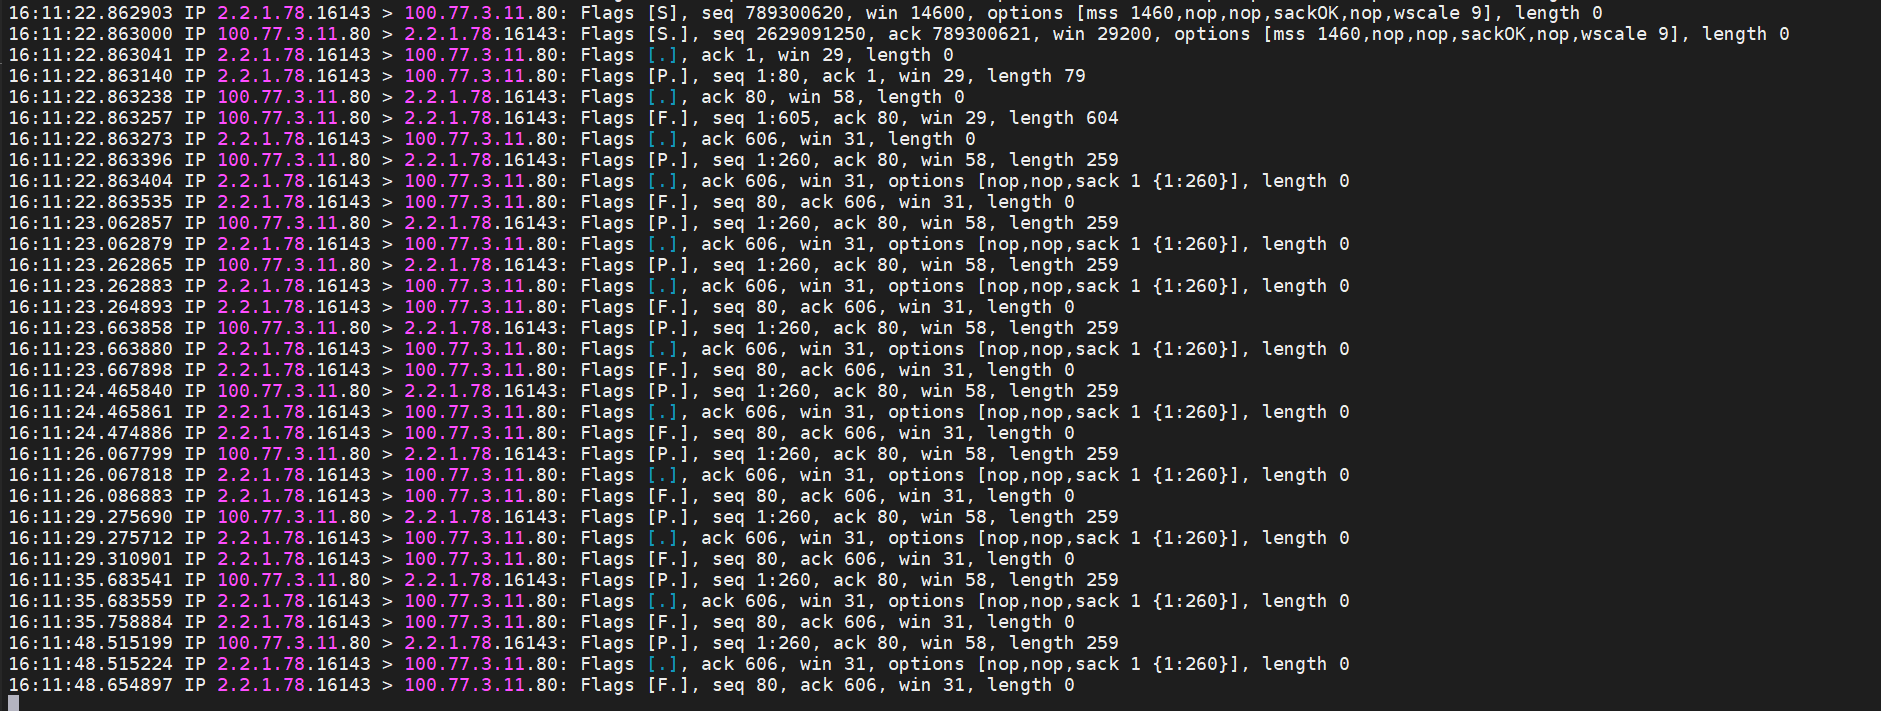 16:11:22.862903 IP 2.2.1.78.16143 > 100.77.3.11.80: Flags [S], seq 789300620, win 14600, options [mss 1460,nop,nop,sackOK,nop,wscale 9], length 0
16:11:22.863000 IP 100.77.3.11.80 > 2.2.1.78.16143: Flags [S.], seq 2629091250, ack 789300621, win 29200, options [mss 1460,nop,nop,sackOK,nop,wscale 9], length 0
16:11:22.863041 IP 2.2.1.78.16143 > 100.77.3.11.80: Flags [.], ack 1, win 29, length 0
16:11:22.863140 IP 2.2.1.78.16143 > 100.77.3.11.80: Flags [P.], seq 1:80, ack 1, win 29, length 79
16:11:22.863238 IP 100.77.3.11.80 > 2.2.1.78.16143: Flags [.], ack 80, win 58, length 0
16:11:22.863257 IP 100.77.3.11.80 > 2.2.1.78.16143: Flags [F.], seq 1:605, ack 80, win 29, length 604
16:11:22.863273 IP 2.2.1.78.16143 > 100.77.3.11.80: Flags [.], ack 606, win 31, length 0
16:11:22.863396 IP 100.77.3.11.80 > 2.2.1.78.16143: Flags [P.], seq 1:260, ack 80, win 58, length 259
16:11:22.863404 IP 2.2.1.78.16143 > 100.77.3.11.80: Flags [.], ack 606, win 31, options [nop,nop,sack 1 {1:260}], length 0
16:11:22.863535 IP 2.2.1.78.16143 > 100.77.3.11.80: Flags [F.], seq 80, ack 606, win 31, length 0
16:11:23.062857 IP 100.77.3.11.80 > 2.2.1.78.16143: Flags [P.], seq 1:260, ack 80, win 58, length 259
16:11:23.062879 IP 2.2.1.78.16143 > 100.77.3.11.80: Flags [.], ack 606, win 31, options [nop,nop,sack 1 {1:260}], length 0
16:11:23.262865 IP 100.77.3.11.80 > 2.2.1.78.16143: Flags [P.], seq 1:260, ack 80, win 58, length 259
16:11:23.262883 IP 2.2.1.78.16143 > 100.77.3.11.80: Flags [.], ack 606, win 31, options [nop,nop,sack 1 {1:260}], length 0
16:11:23.264893 IP 2.2.1.78.16143 > 100.77.3.11.80: Flags [F.], seq 80, ack 606, win 31, length 0
16:11:23.663858 IP 100.77.3.11.80 > 2.2.1.78.16143: Flags [P.], seq 1:260, ack 80, win 58, length 259
16:11:23.663880 IP 2.2.1.78.16143 > 100.77.3.11.80: Flags [.], ack 606, win 31, options [nop,nop,sack 1 {1:260}], length 0
16:11:23.667898 IP 2.2.1.78.16143 > 100.77.3.11.80: Flags [F.], seq 80, ack 606, win 31, length 0
16:11:24.465840 IP 100.77.3.11.80 > 2.2.1.78.16143: Flags [P.], seq 1:260, ack 80, win 58, length 259
16:11:24.465861 IP 2.2.1.78.16143 > 100.77.3.11.80: Flags [.], ack 606, win 31, options [nop,nop,sack 1 {1:260}], length 0
16:11:24.474886 IP 2.2.1.78.16143 > 100.77.3.11.80: Flags [F.], seq 80, ack 606, win 31, length 0
16:11:26.067799 IP 100.77.3.11.80 > 2.2.1.78.16143: Flags [P.], seq 1:260, ack 80, win 58, length 259
16:11:26.067818 IP 2.2.1.78.16143 > 100.77.3.11.80: Flags [.], ack 606, win 31, options [nop,nop,sack 1 {1:260}], length 0
16:11:26.086883 IP 2.2.1.78.16143 > 100.77.3.11.80: Flags [F.], seq 80, ack 606, win 31, length 0
16:11:29.275690 IP 100.77.3.11.80 > 2.2.1.78.16143: Flags [P.], seq 1:260, ack 80, win 58, length 259
16:11:29.275712 IP 2.2.1.78.16143 > 100.77.3.11.80: Flags [.], ack 606, win 31, options [nop,nop,sack 1 {1:260}], length 0
16:11:29.310901 IP 2.2.1.78.16143 > 100.77.3.11.80: Flags [F.], seq 80, ack 606, win 31, length 0
16:11:35.683541 IP 100.77.3.11.80 > 2.2.1.78.16143: Flags [P.], seq 1:260, ack 80, win 58, length 259
16:11:35.683559 IP 2.2.1.78.16143 > 100.77.3.11.80: Flags [.], ack 606, win 31, options [nop,nop,sack 1 {1:260}], length 0
16:11:35.758884 IP 2.2.1.78.16143 > 100.77.3.11.80: Flags [F.], seq 80, ack 606, win 31, length 0
16:11:48.515199 IP 100.77.3.11.80 > 2.2.1.78.16143: Flags [P.], seq 1:260, ack 80, win 58, length 259
16:11:48.515224 IP 2.2.1.78.16143 > 100.77.3.11.80: Flags [.], ack 606, win 31, options [nop,nop,sack 1 {1:260}], length 0
16:11:48.654897 IP 2.2.1.78.16143 > 100.77.3.11.80: Flags [F.], seq 80, ack 606, win 31, length 0